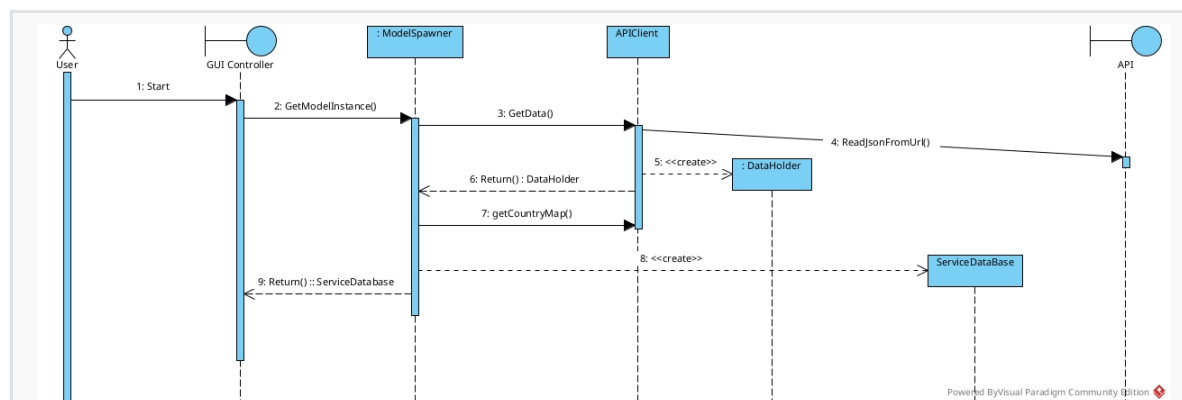 : ModelSpawner
APIClient
User
GUI Controller
API
1: Start
2: GetModelInstance()
3: GetData()
4: ReadJsonFromUrl()
5: <<create>>
: DataHolder
6: Return() : DataHolder
7: getCountryMap()
8: <<create>>
ServiceDataBase
9: Return() :: ServiceDatabase
Powered ByVisual Paradigm Community Edition